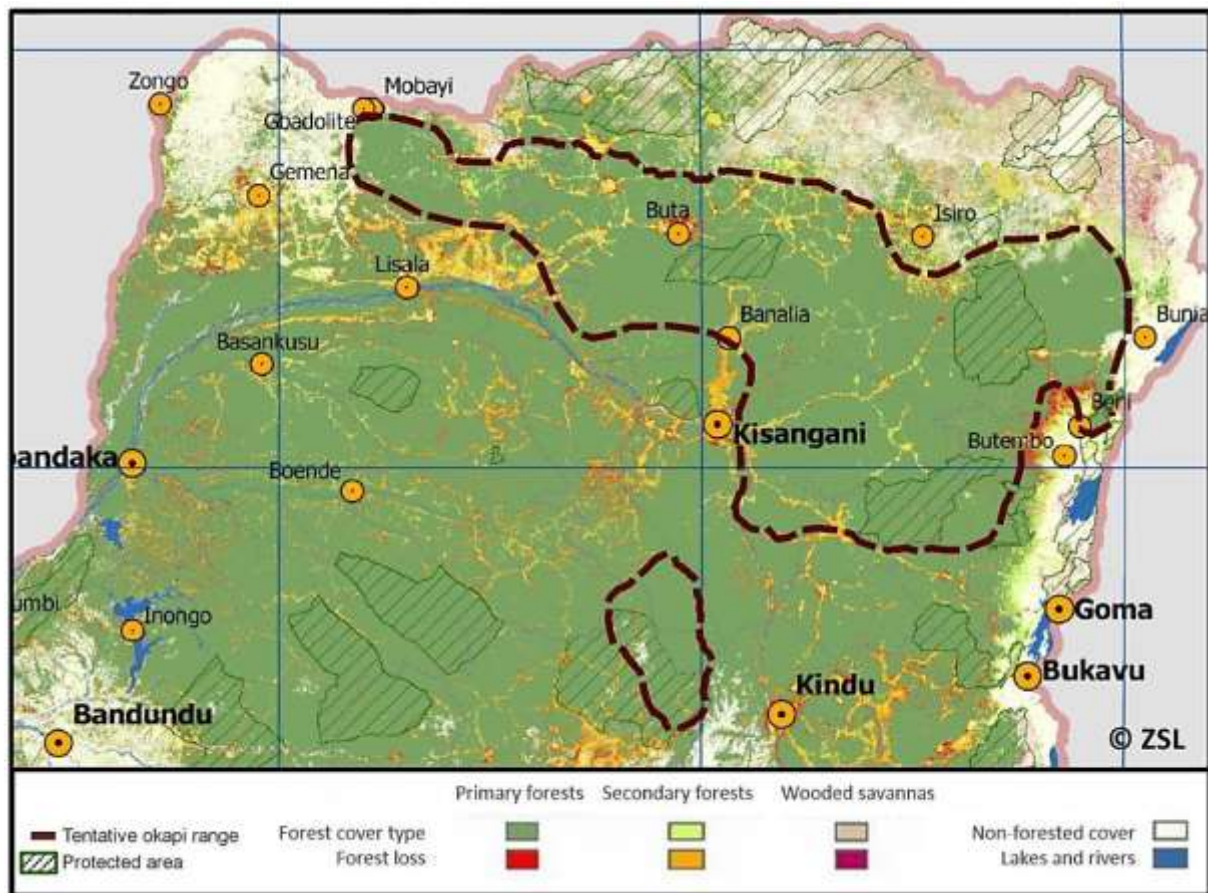 Zongo
Mobayi
Gbadolite
Gemena
Buta
Isiro
Lisala
Banalia
Bunia
Basankusu
Beni
Kisangani
Butembo
bandaka
Boende
umbi
Inongo
Goma
Bukavu
Kindu
Bandundu
© ZSL
Primary forests Secondary forests Wooded savannas
Tentative okapi range Forest cover type Non-forested cover
Protected area Forest loss Lakes and rivers